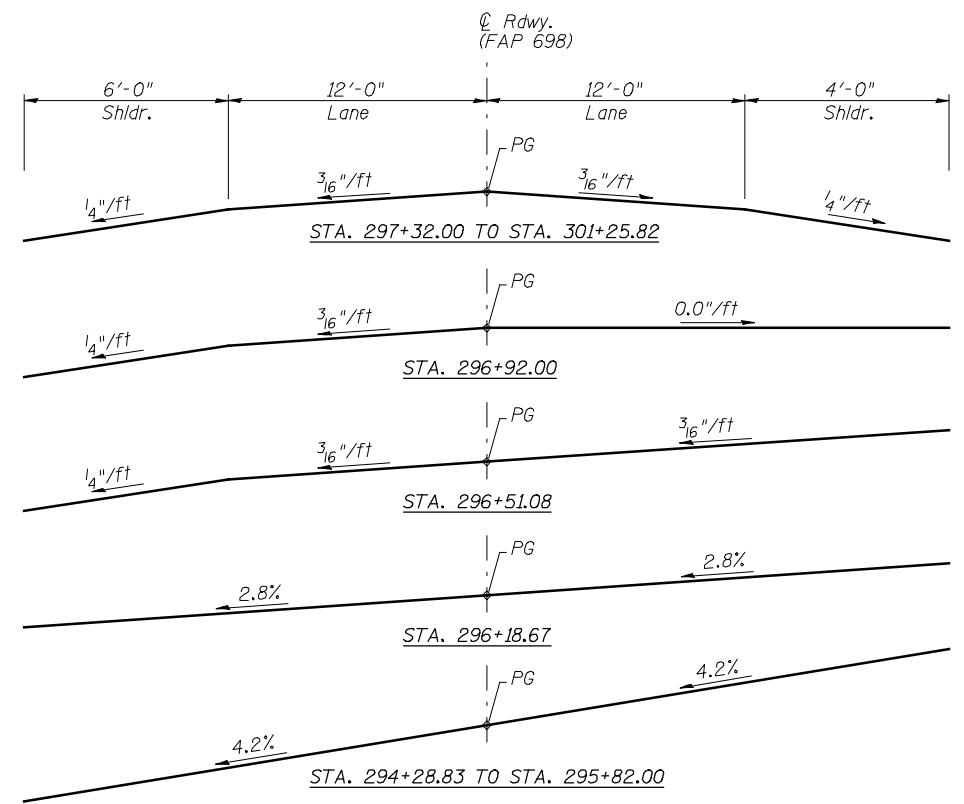 ℄ Rdwy.
(FAP 698)
6'-0" 12'-0" 12'-0" 4'-0"
Shldr. Lane Lane Shldr.
PG
1/4"/ft 3/16"/ft 3/16"/ft 1/4"/ft
STA. 297+32.00 TO STA. 301+25.82
PG
1/4"/ft 3/16"/ft 0.0"/ft
STA. 296+92.00
PG
1/4"/ft 3/16"/ft 3/16"/ft
STA. 296+51.08
PG
2.8% 2.8%
STA. 296+18.67
PG
4.2% 4.2%
STA. 294+28.83 TO STA. 295+82.00